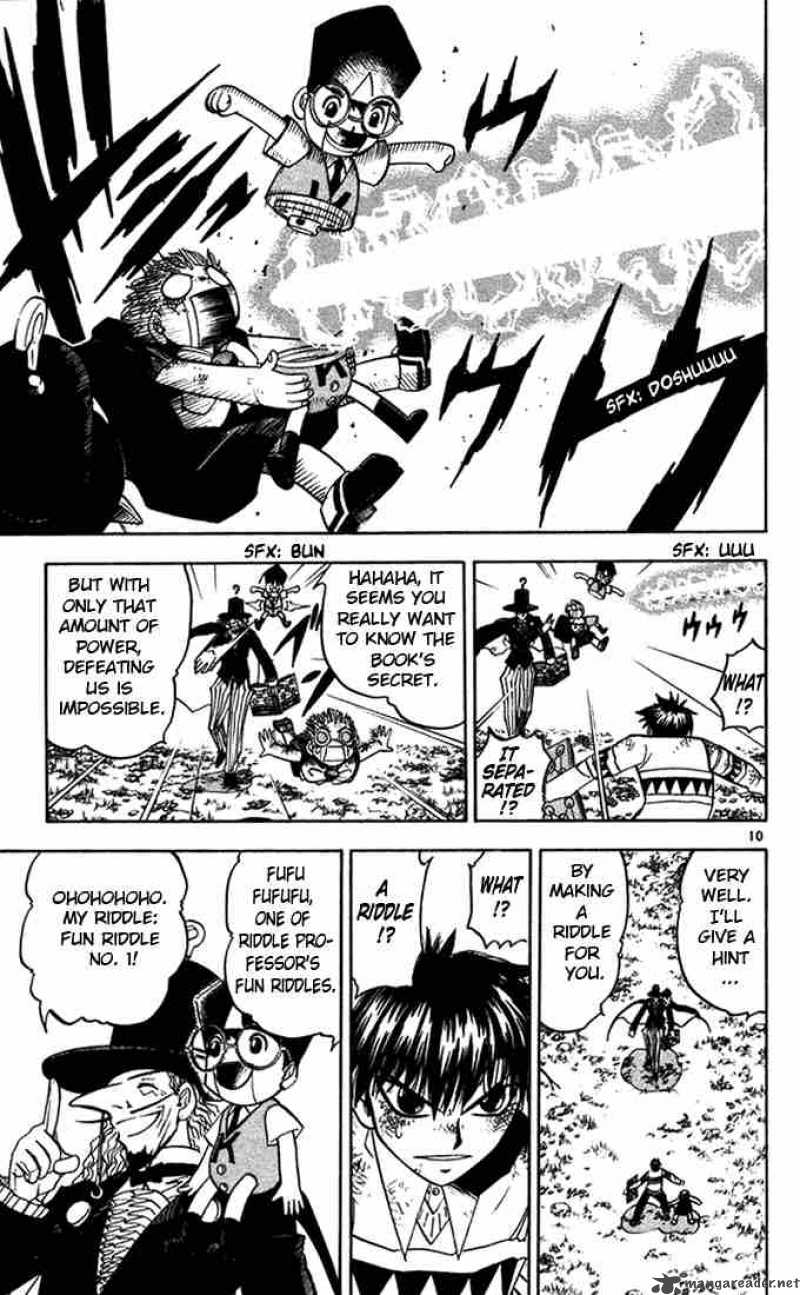 SFX: DOSHUUUU
SFX: UUU
WHAT
!?
IT
SEPA-
RATED
!?
SFX: BUN
HAHAHA, IT
SEEMS YOU
REALLY WANT
TO KNOW THE
BOOK'S
SECRET.
BUT WITH
ONLY THAT
AMOUNT OF
POWER,
DEFEATING
US IS
IMPOSSIBLE.
10
VERY
WELL.
I'LL
GIVE A
HINT
...
BY
MAKING
A
RIDDLE
FOR
YOU.
WHAT
!?
A
RIDDLE
!?
FUFU
FUFUFU,
ONE OF
RIDDLE PRO-
FESSOR'S
FUN RIDDLES.
OHOHOHOHO.
MY RIDDLE:
FUN RIDDLE
NO. 1!
K
mangareader.net